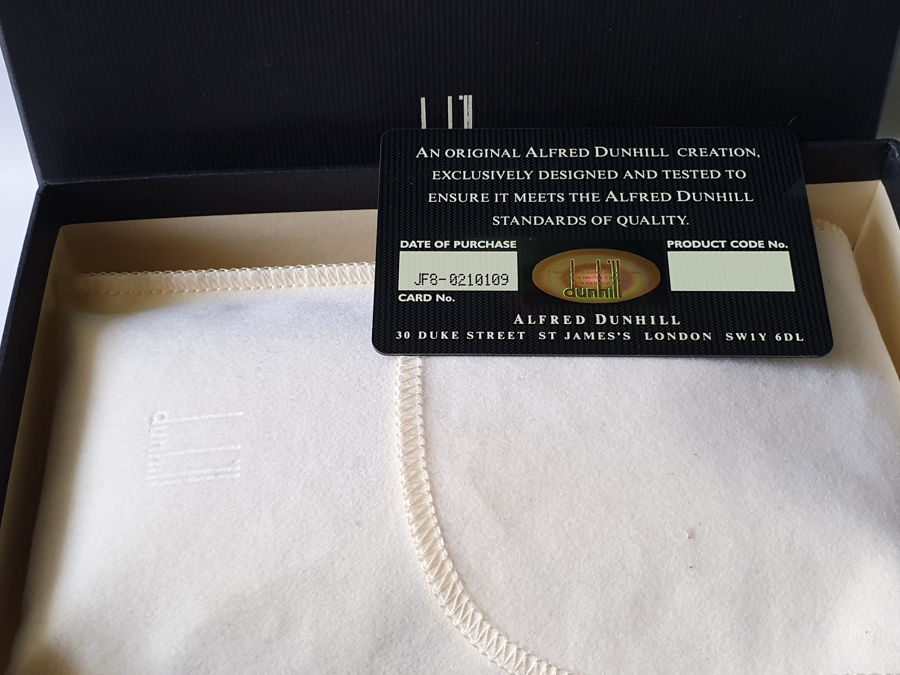 AN ORIGINAL ALFRED DUNHILL CREATION,
EXCLUSIVELY DESIGNED AND TESTED TO
ENSURE IT MEETS THE ALFRED DUNHILL
STANDARDS OF QUALITY.
DATE OF PURCHASE
PRODUCT CODE No.
JF8-0210109
dunhill
CARD No.
ALFRED DUNHILL
30 DUKE STREET ST JAMES'S LONDON SW1Y 6DL
dunhill